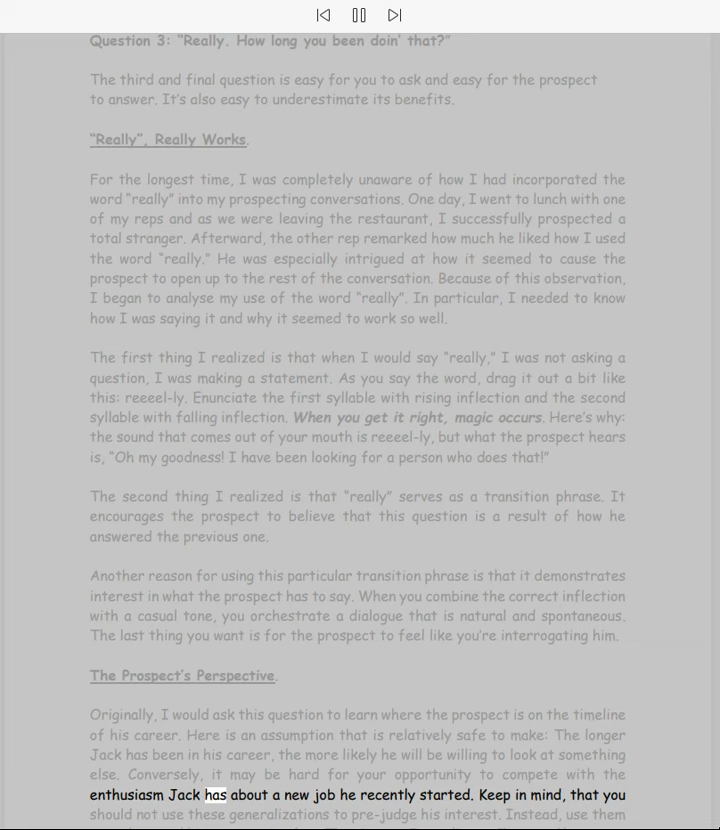 Question 3: “Really. How long you been doin’ that?”
The third and final question is easy for you to ask and easy for the prospect
to answer. It’s also easy to underestimate its benefits.
“Really”, Really Works.
For the longest time, I was completely unaware of how I had incorporated the
word “really” into my prospecting conversations. One day, I went to lunch with one
of my reps and as we were leaving the restaurant, I successfully prospected a
total stranger. Afterward, the other rep remarked how much he liked how I used
the word “really.” He was especially intrigued at how it seemed to cause the
prospect to open up to the rest of the conversation. Because of this observation,
I began to analyse my use of the word “really”. In particular, I needed to know
how I was saying it and why it seemed to work so well.
The first thing I realized is that when I would say “really,” I was not asking a
question, I was making a statement. As you say the word, drag it out a bit like
this: reeeel-ly. Enunciate the first syllable with rising inflection and the second
syllable with falling inflection. When you get it right, magic occurs. Here’s why:
the sound that comes out of your mouth is reeeel-ly, but what the prospect hears
is, “Oh my goodness! I have been looking for a person who does that!”
The second thing I realized is that “really” serves as a transition phrase. It
encourages the prospect to believe that this question is a result of how he
answered the previous one.
Another reason for using this particular transition phrase is that it demonstrates
interest in what the prospect has to say. When you combine the correct inflection
with a casual tone, you orchestrate a dialogue that is natural and spontaneous.
The last thing you want is for the prospect to feel like you’re interrogating him.
The Prospect’s Perspective.
Originally, I would ask this question to learn where the prospect is on the timeline
of his career. Here is an assumption that is relatively safe to make: The longer
Jack has been in his career, the more likely he will be willing to look at something
else. Conversely, it may be hard for your opportunity to compete with the
enthusiasm Jack has about a new job he recently started. Keep in mind, that you
should not use these generalizations to pre-judge his interest. Instead, use them